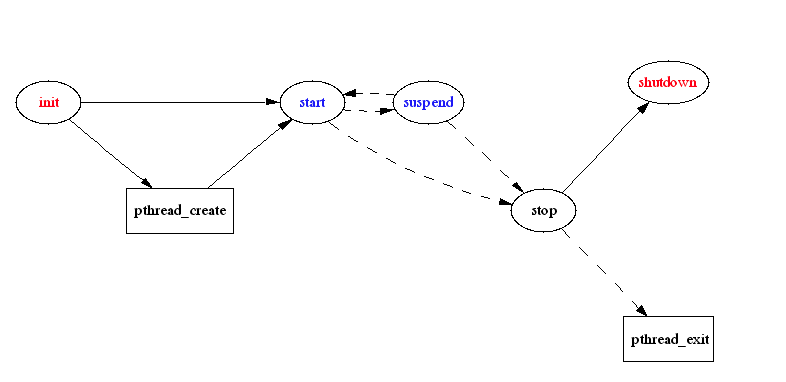 shutdown
init
start
suspend
pthread_create
stop
pthread_exit